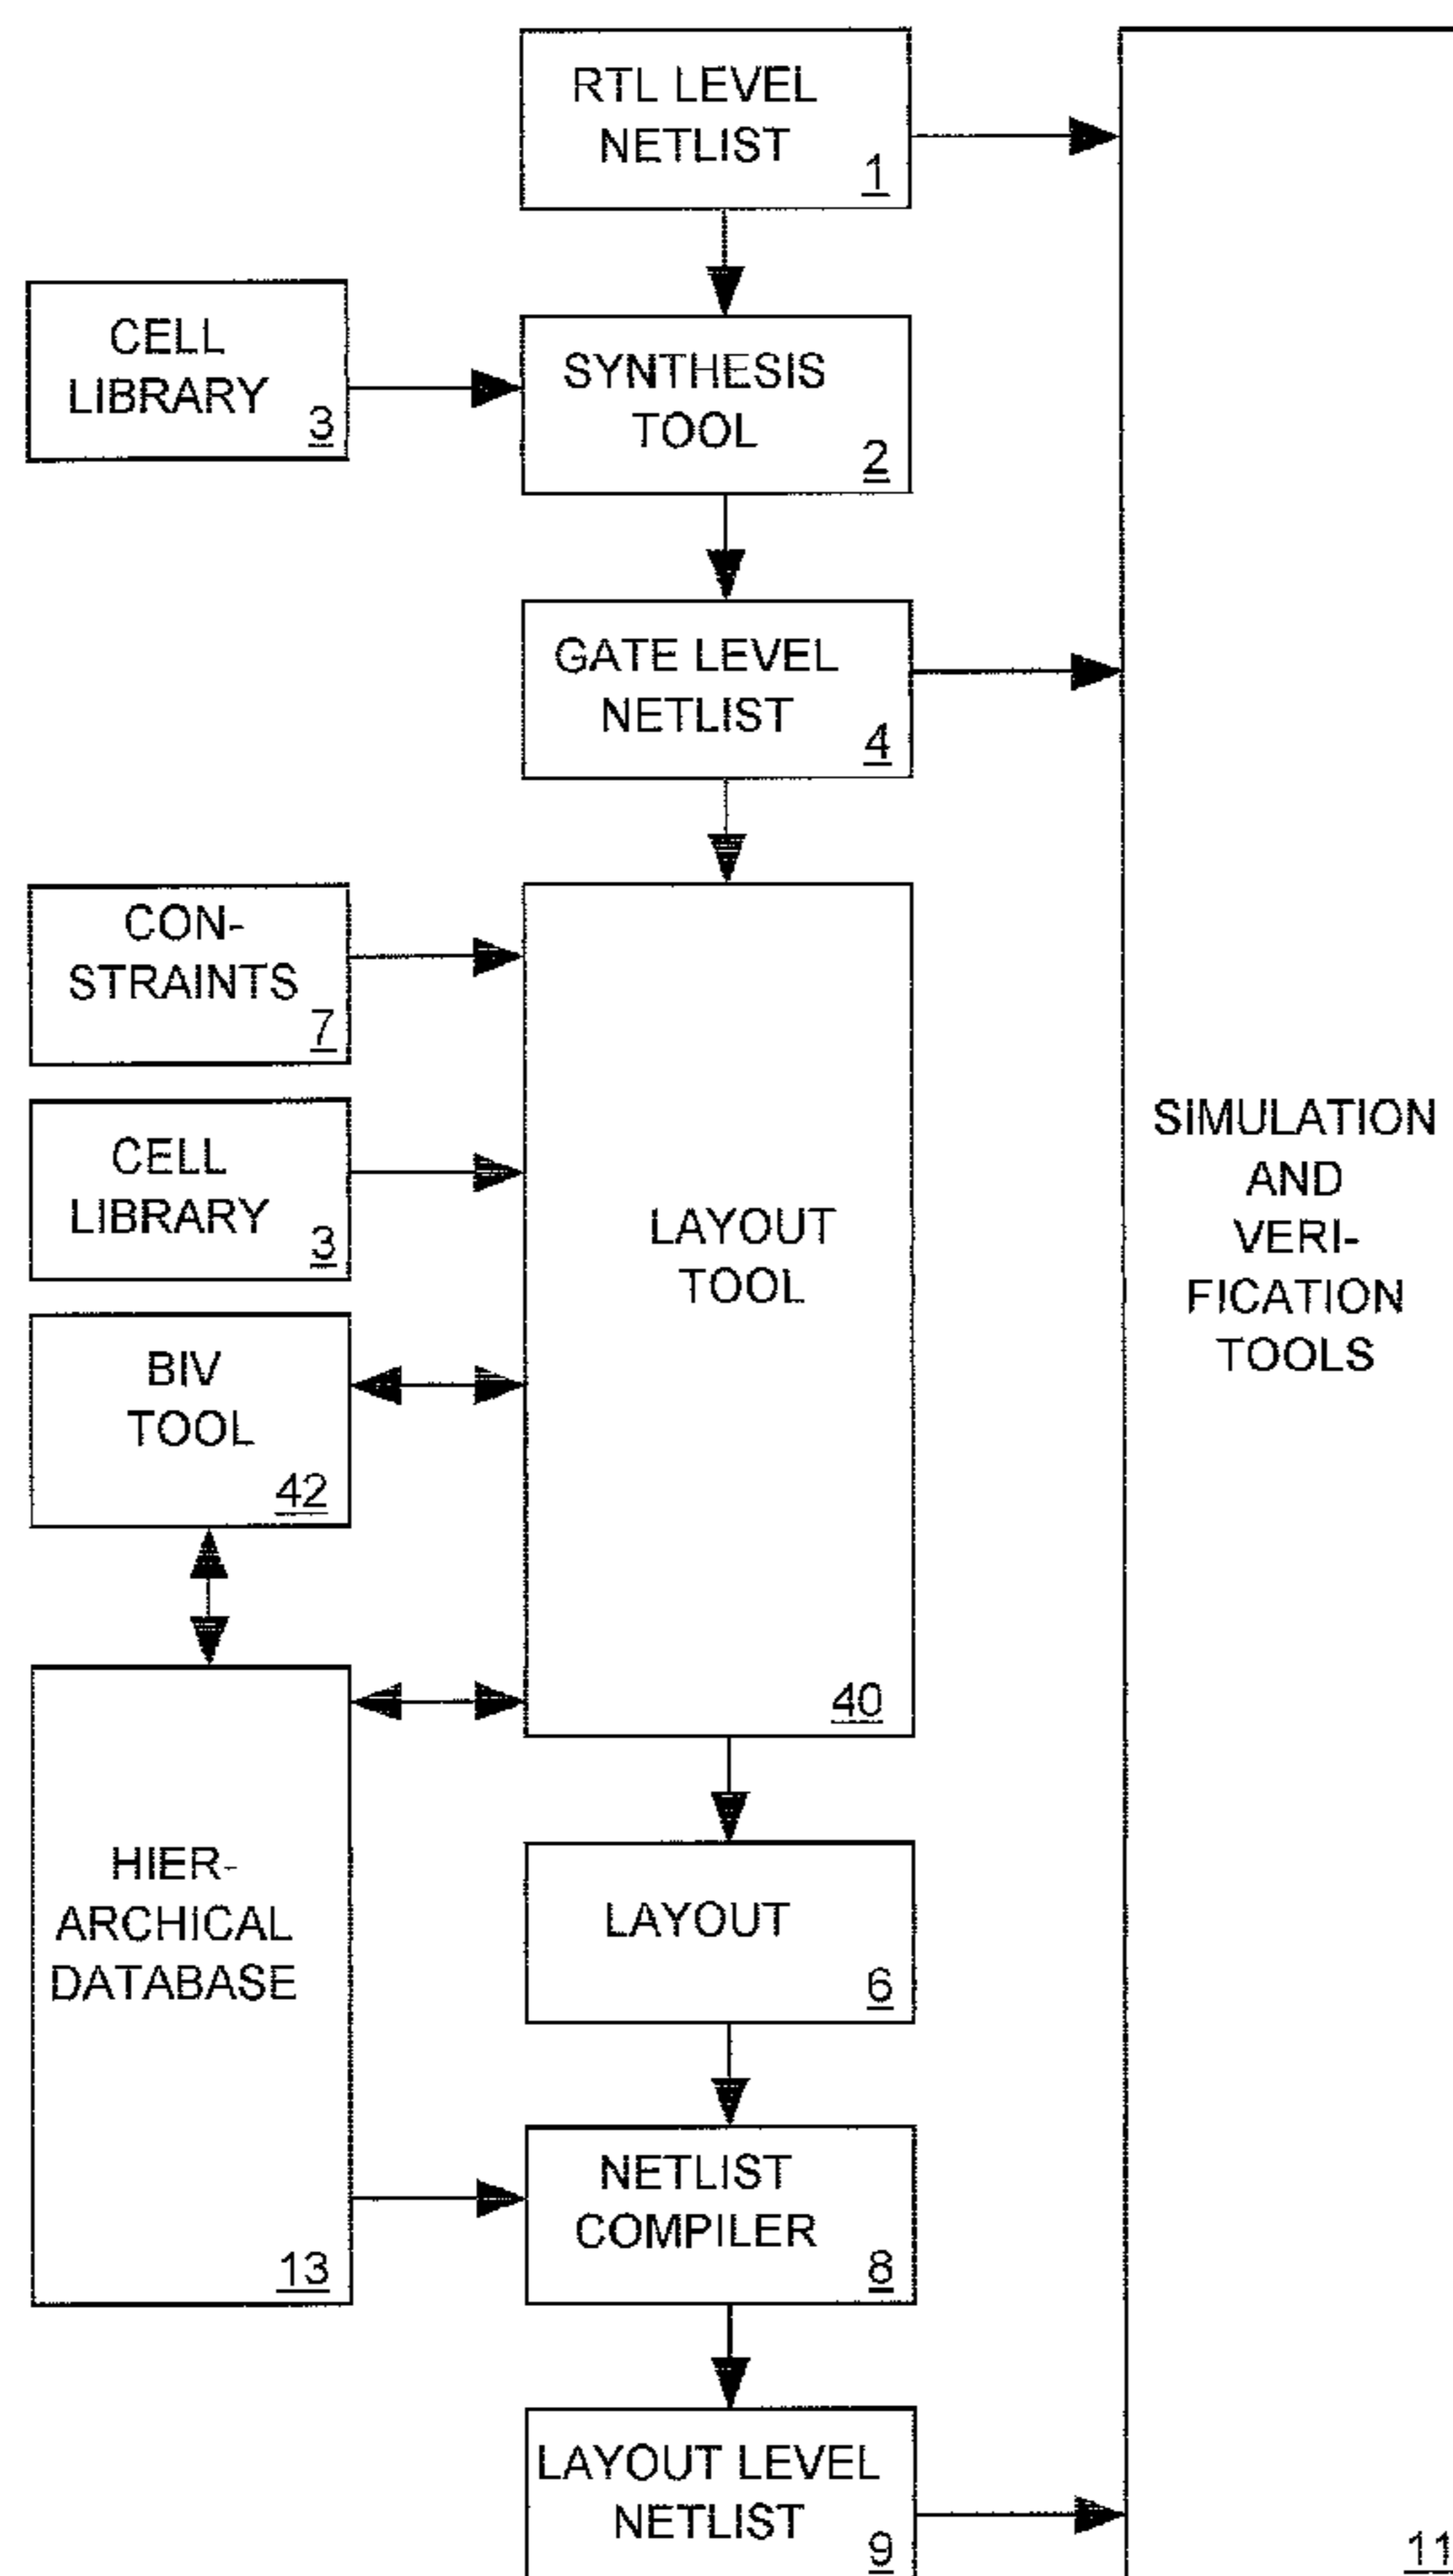 RTL LEVEL
NETLIST
1
CELL
LIBRARY
3
SYNTHESIS
TOOL
2
GATE LEVEL
NETLIST
4
CON-
STRAINTS
7
CELL
LIBRARY
3
BIV
TOOL
42
LAYOUT
TOOL
40
SIMULATION
AND
VERI-
FICATION
TOOLS
11
HIER-
ARCHICAL
DATABASE
13
LAYOUT
6
NETLIST
COMPILER
8
LAYOUT LEVEL
NETLIST
9